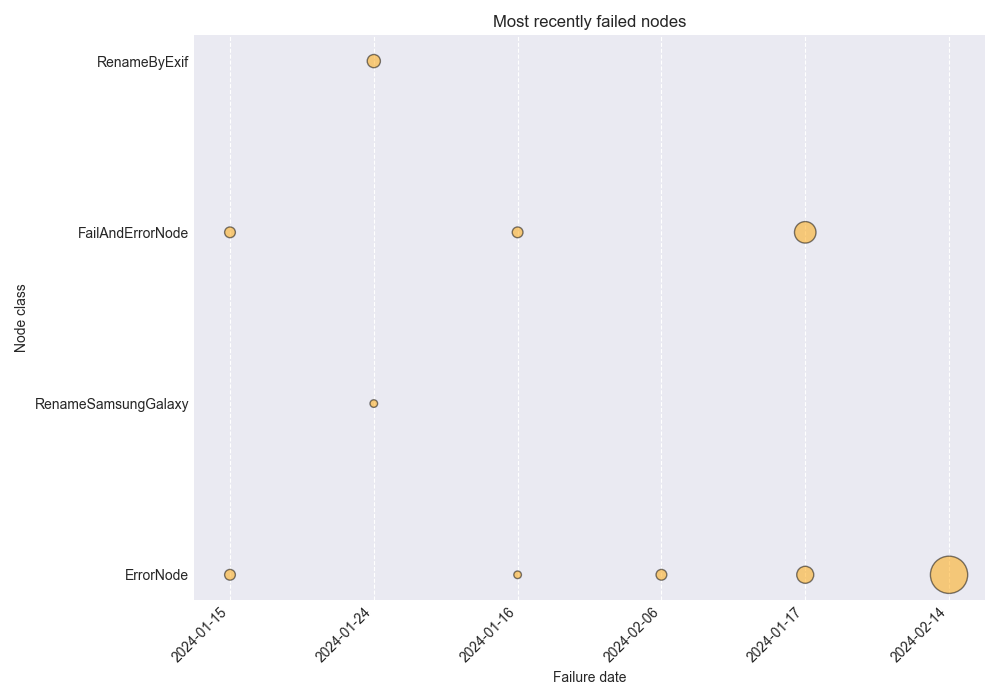 Most recently failed nodes
RenameByExif
FailAndErrorNode
RenameSamsungGalaxy
ErrorNode
Node class
2024-01-15
2024-01-24
2024-01-16
2024-02-06
2024-01-17
2024-02-14
Failure date